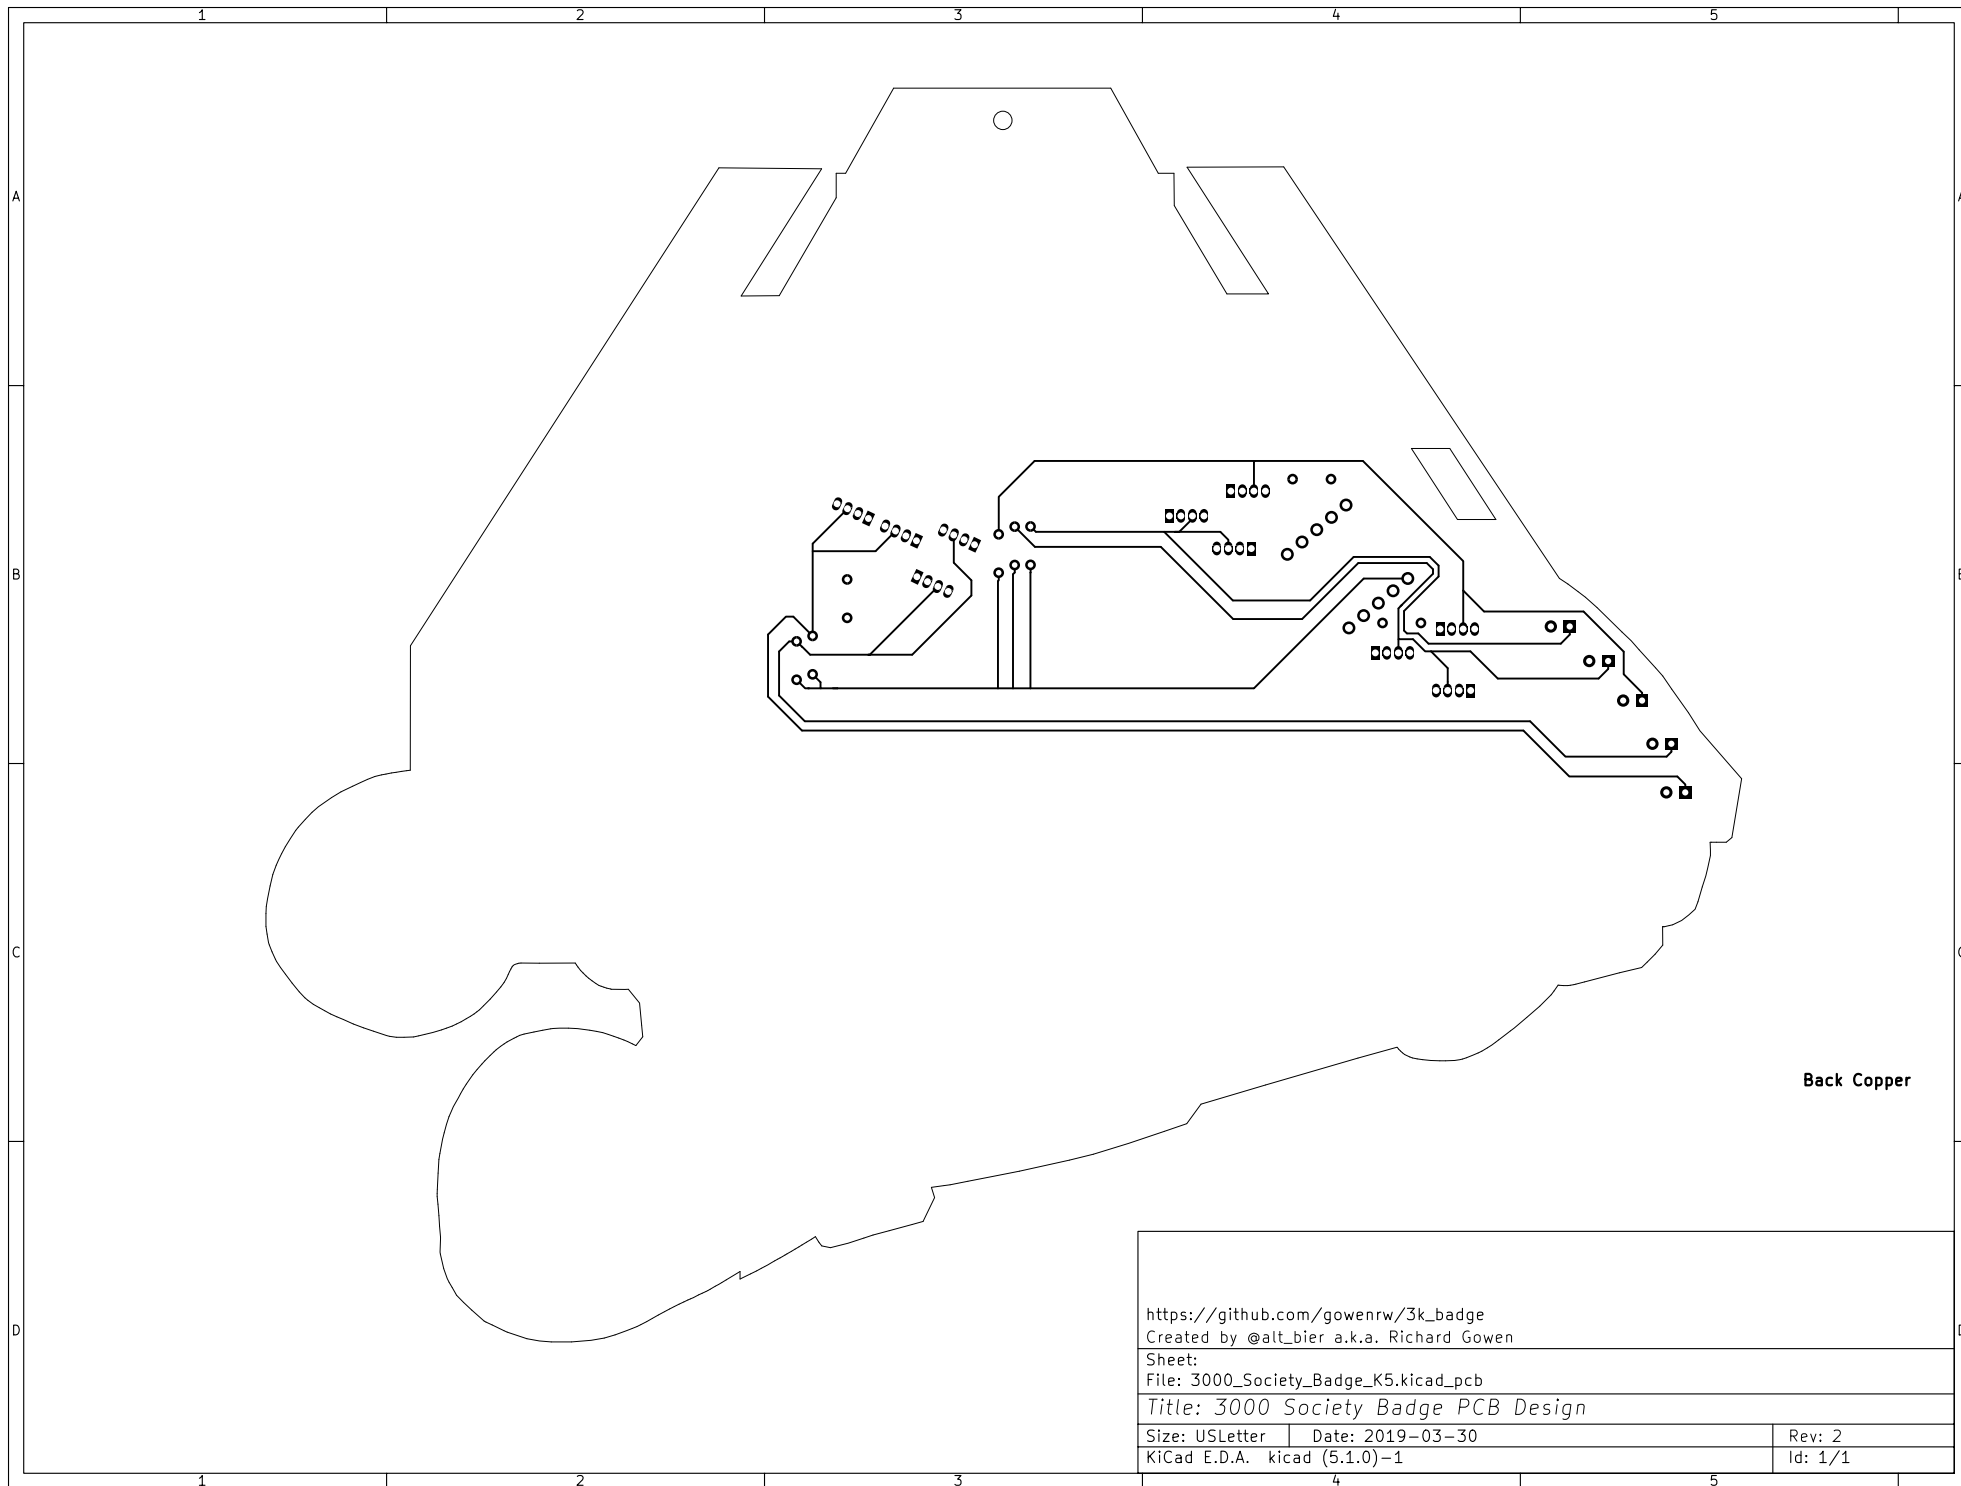 1 2 3 4 5
A A
B B
C C
Back Copper
D D
https://github.com/gowenrw/3k_badge
Created by @alt_bier a.k.a. Richard Gowen
Sheet:
File: 3000_Society_Badge_K5.kicad_pcb
Title: 3000 Society Badge PCB Design
Size: USLetter Date: 2019-03-30 Rev: 2
KiCad E.D.A. kicad (5.1.0)-1 Id: 1/1
1 2 3 4 5